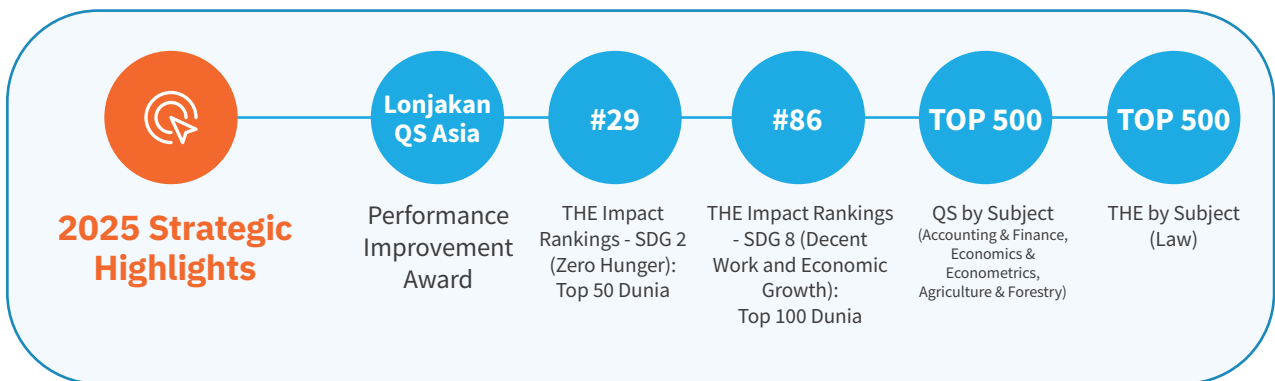 2025 Strategic
Highlights
Lonjakan
QS Asia
Performance
Improvement
Award
#29
THE Impact
Rankings - SDG 2
(Zero Hunger):
Top 50 Dunia
#86
THE Impact Rankings
- SDG 8 (Decent
Work and Economic
Growth):
Top 100 Dunia
TOP 500
QS by Subject
(Accounting & Finance,
Economics &
Econometrics,
Agriculture & Forestry)
TOP 500
THE by Subject
(Law)